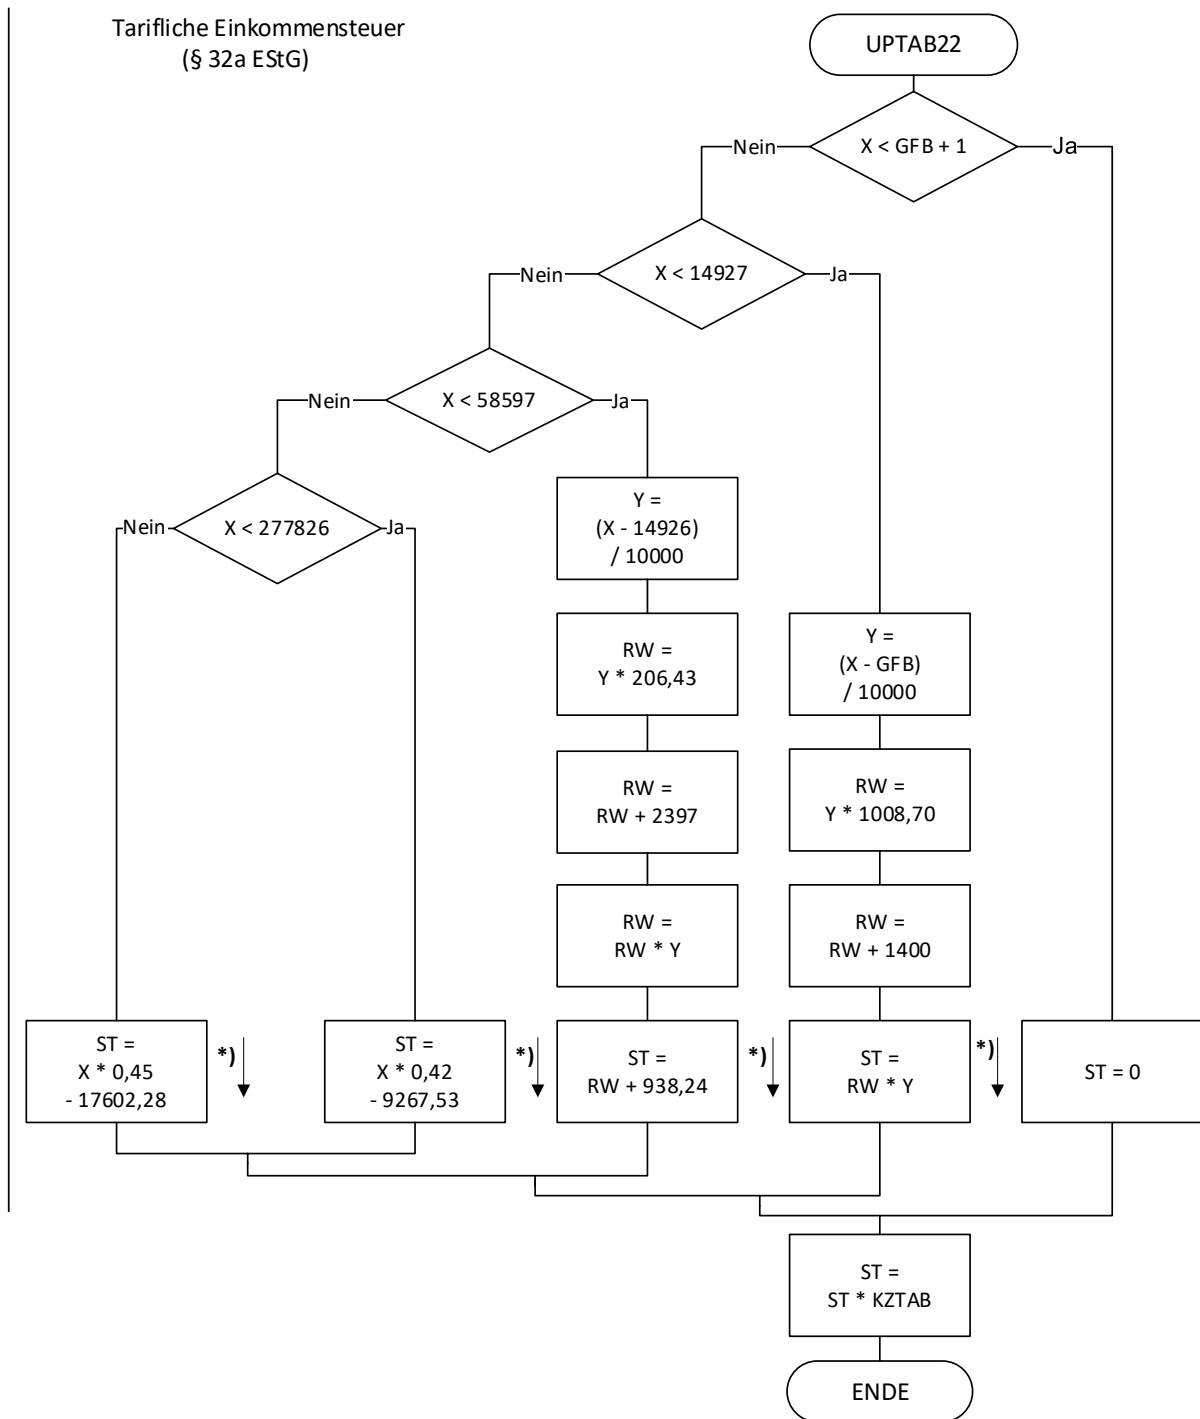 Tarifliche Einkommensteuer
(§ 32a EStG)
UPTAB22
X < GFB + 1
Nein
Ja
X < 14927
Nein
Ja
X < 58597
Nein
Ja
X < 277826
Nein
Ja
Y =
(X - 14926)
/ 10000
RW =
Y * 206,43
RW =
RW + 2397
RW =
RW * Y
Y =
(X - GFB)
/ 10000
RW =
Y * 1008,70
RW =
RW + 1400
ST =
X * 0,45
- 17602,28
*)
ST =
X * 0,42
- 9267,53
*)
ST =
RW + 938,24
*)
ST =
RW * Y
*)
ST = 0
ST =
ST * KZTAB
ENDE